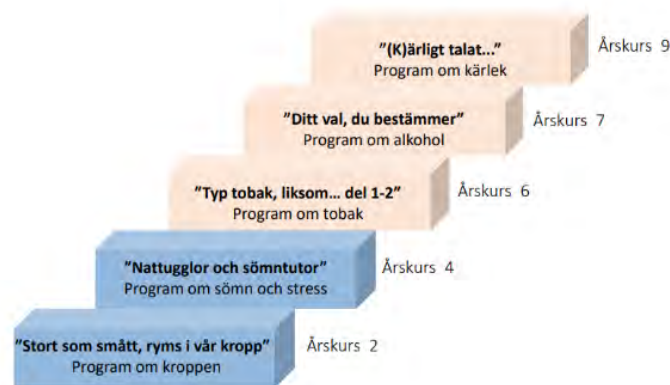 ”(K)ärligt talat...”
Program om kärlek
Årskurs 9
”Ditt val, du bestämmer”
Program om alkohol
Årskurs 7
”Typ tobak, liksom... del 1-2”
Program om tobak
Årskurs 6
”Nattugglor och sömntutor”
Program om sömn och stress
Årskurs 4
”Stort som smått, ryms i vår kropp”
Program om kroppen
Årskurs 2